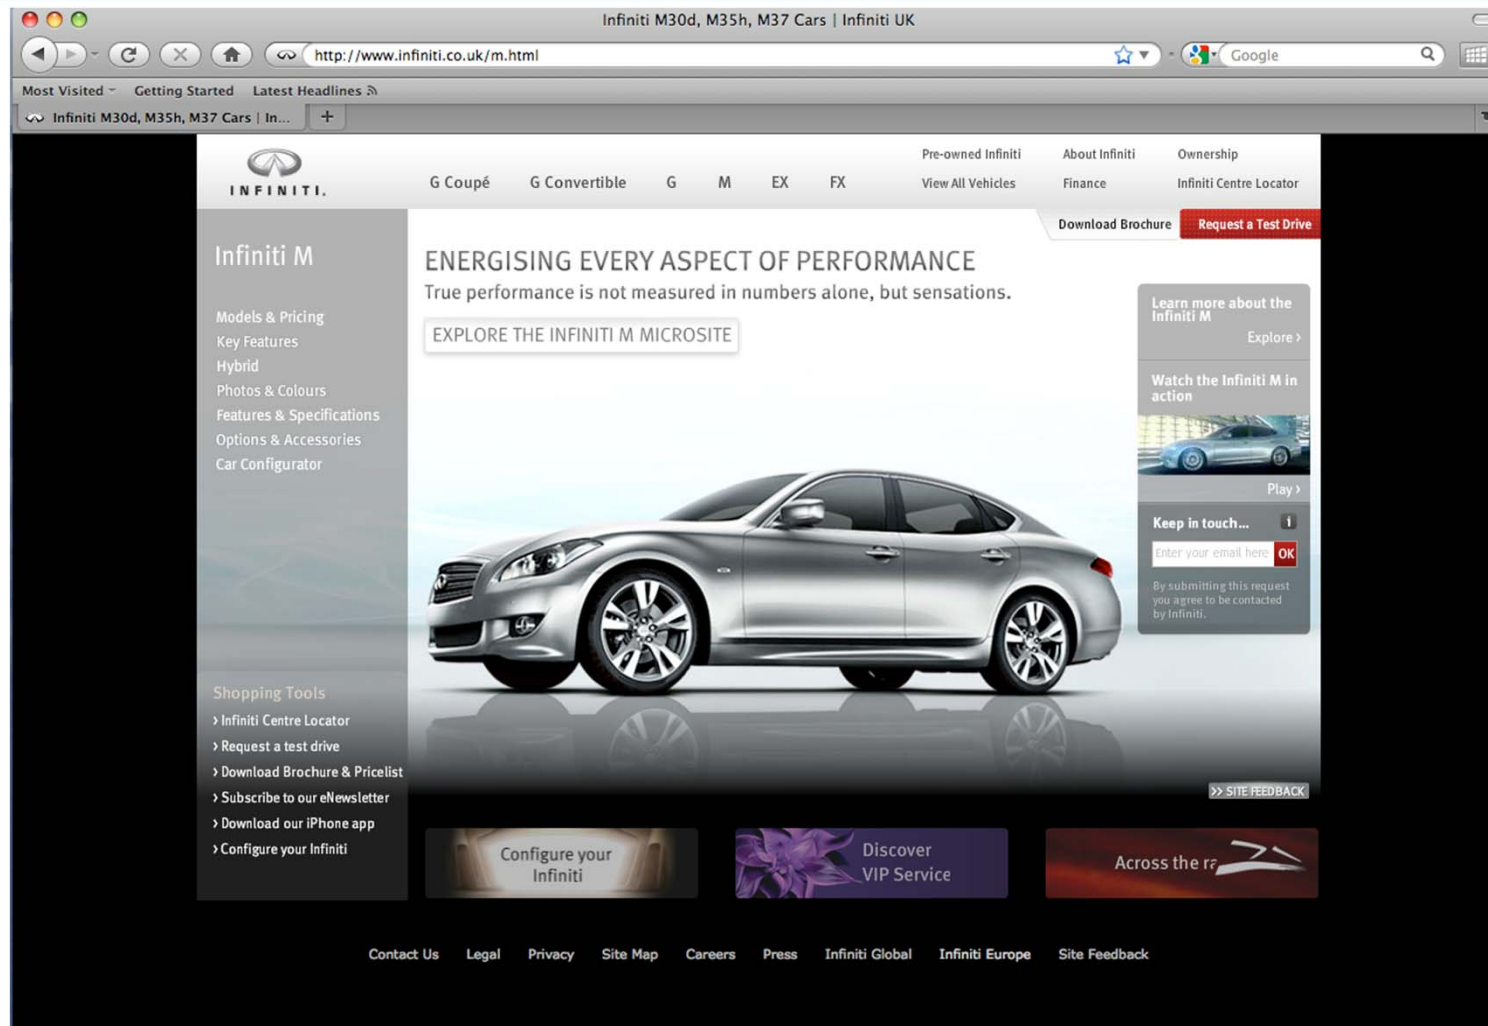 Infiniti M30d, M35h, M37 Cars | Infiniti UK
http://www.infiniti.co.uk/m.html
Google
Most Visited Getting Started Latest Headlines
Infiniti M30d, M35h, M37 Cars | In...
INFINITI.
G Coupé G Convertible G M EX FX
Pre-owned Infiniti About Infiniti Ownership
View All Vehicles Finance Infiniti Centre Locator
Download Brochure Request a Test Drive
Infiniti M
Models & Pricing
Key Features
Hybrid
Photos & Colours
Features & Specifications
Options & Accessories
Car Configurator
ENERGISING EVERY ASPECT OF PERFORMANCE
True performance is not measured in numbers alone, but sensations.
EXPLORE THE INFINITI M MICROSITE
Learn more about the
Infiniti M
Explore >
Watch the Infiniti M in
action
Play >
Keep in touch... i
Enter your email here OK
By submitting this request
you agree to be contacted
by Infiniti.
Shopping Tools
> Infiniti Centre Locator
> Request a test drive
> Download Brochure & Pricelist
> Subscribe to our eNewsletter
> Download our iPhone app
> Configure your Infiniti
>> SITE FEEDBACK
Configure your
Infiniti
Discover
VIP Service
Across the
Contact Us Legal Privacy Site Map Careers Press Infiniti Global Infiniti Europe Site Feedback